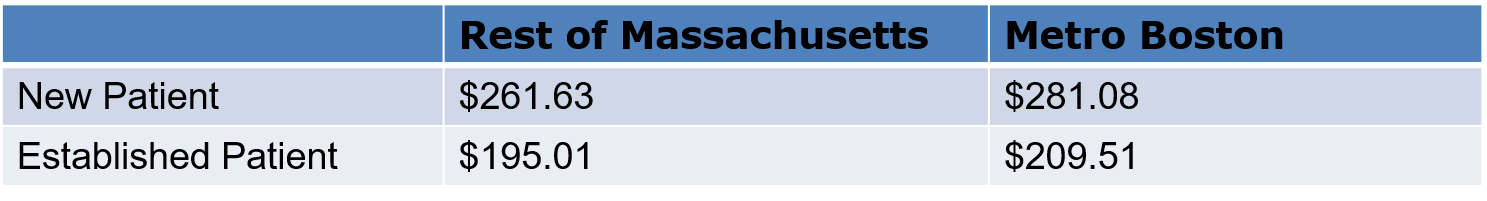 Rest of Massachusetts Metro Boston
New Patient $261.63 $281.08
Established Patient $195.01 $209.51